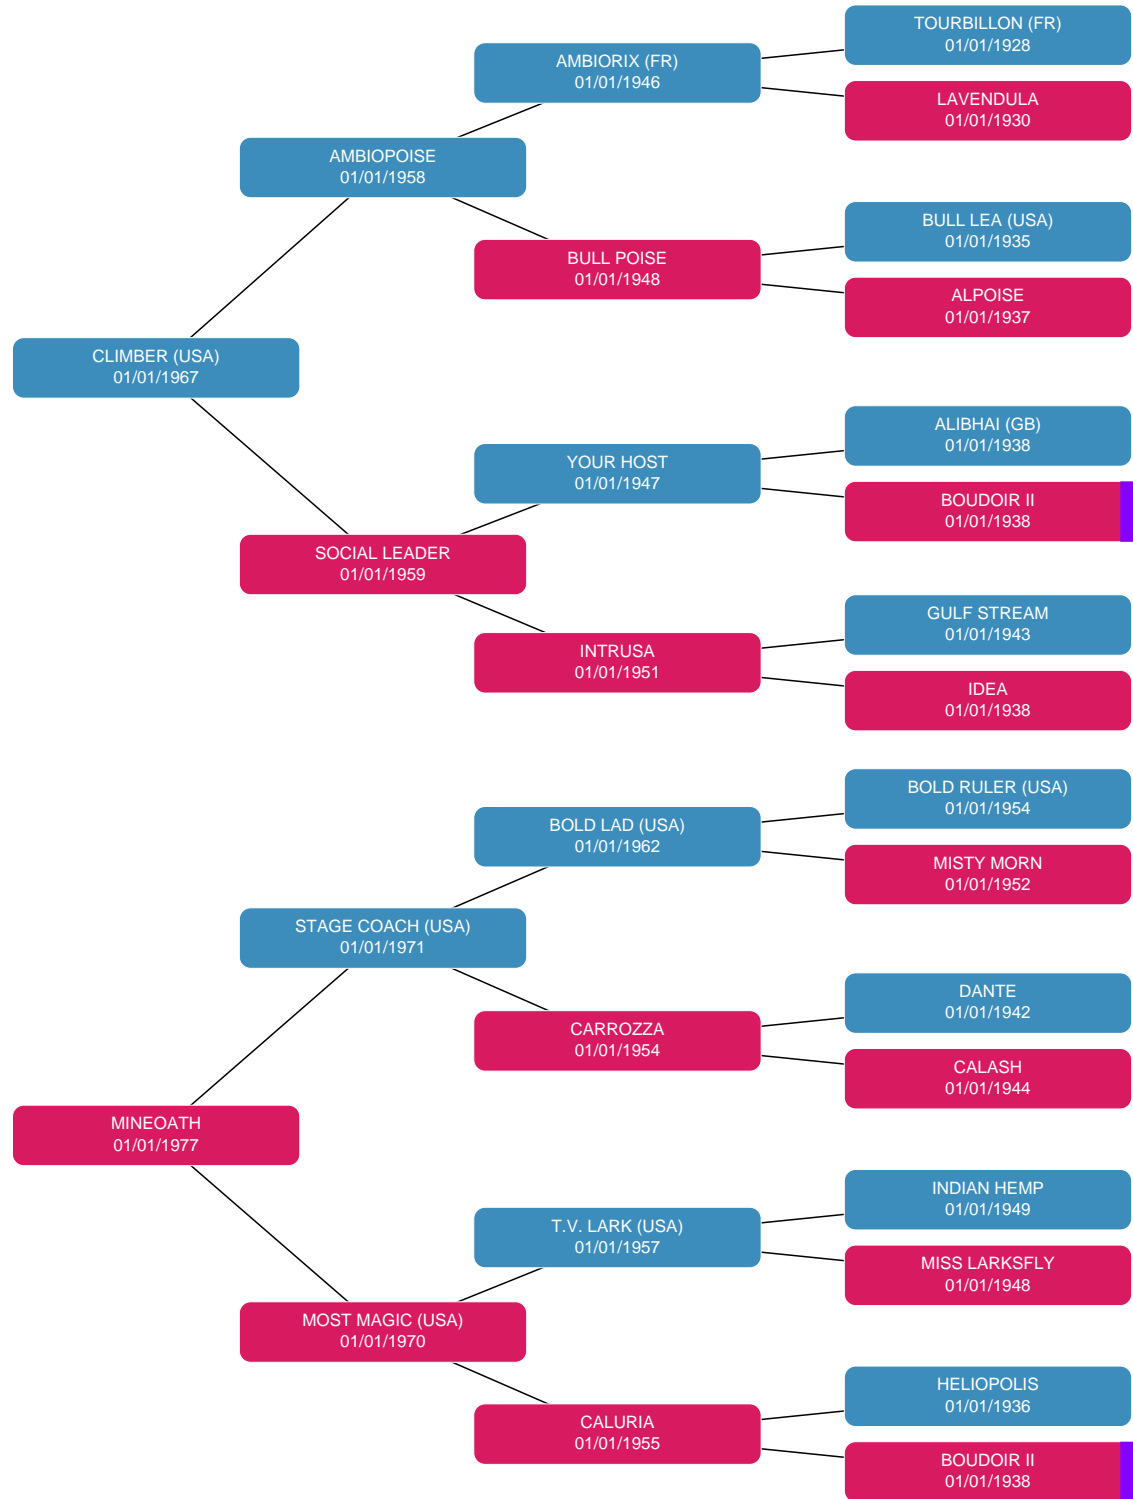 TOURBILLON (FR)
01/01/1928
AMBIORIX (FR)
01/01/1946
LAVENDULA
01/01/1930
AMBIOPOISE
01/01/1958
BULL LEA (USA)
01/01/1935
BULL POISE
01/01/1948
ALPOISE
01/01/1937
CLIMBER (USA)
01/01/1967
ALIBHAI (GB)
01/01/1938
YOUR HOST
01/01/1947
BOUDOIR II
01/01/1938
SOCIAL LEADER
01/01/1959
GULF STREAM
01/01/1943
INTRUSA
01/01/1951
IDEA
01/01/1938
BOLD RULER (USA)
01/01/1954
BOLD LAD (USA)
01/01/1962
MISTY MORN
01/01/1952
STAGE COACH (USA)
01/01/1971
DANTE
01/01/1942
CARROZZA
01/01/1954
CALASH
01/01/1944
MINEOATH
01/01/1977
INDIAN HEMP
01/01/1949
T.V. LARK (USA)
01/01/1957
MISS LARKSFLY
01/01/1948
MOST MAGIC (USA)
01/01/1970
HELIOPOLIS
01/01/1936
CALURIA
01/01/1955
BOUDOIR II
01/01/1938